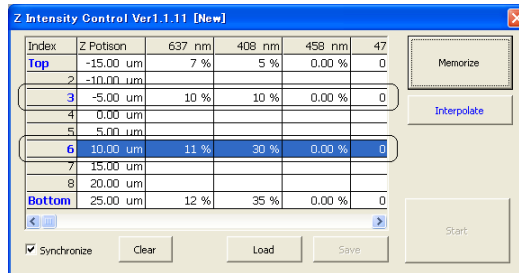 Z Intensity Control Ver1.1.11 [New]
Index Z Potison 637 nm 408 nm 458 nm 47
Top -15.00 um 7 % 5 % 0.00 % 0
2 -10.00 um
3 -5.00 um 10 % 10 % 0.00 % 0
4 0.00 um
5 5.00 um
6 10.00 um 11 % 30 % 0.00 % 0
7 15.00 um
8 20.00 um
Bottom 25.00 um 12 % 35 % 0.00 % 0
Memorize
Interpolate
Start
Synchronize Clear Load Save